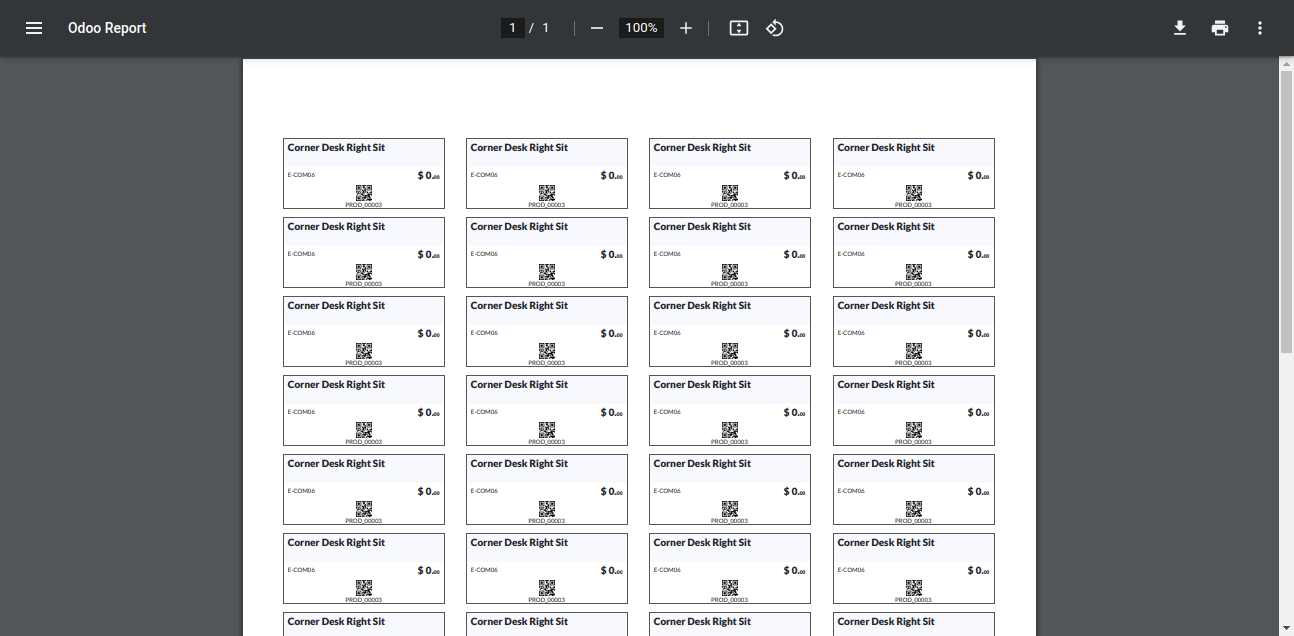 Odoo Report
1 / 1
100%
Corner Desk Right Sit Corner Desk Right Sit Corner Desk Right Sit Corner Desk Right Sit
E-COM06 $ 0.00 E-COM06 $ 0.00 E-COM06 $ 0.00 E-COM06 $ 0.00
PROD_00003 PROD_00003 PROD_00003 PROD_00003
Corner Desk Right Sit Corner Desk Right Sit Corner Desk Right Sit Corner Desk Right Sit
E-COM06 $ 0.00 E-COM06 $ 0.00 E-COM06 $ 0.00 E-COM06 $ 0.00
PROD_00003 PROD_00003 PROD_00003 PROD_00003
Corner Desk Right Sit Corner Desk Right Sit Corner Desk Right Sit Corner Desk Right Sit
E-COM06 $ 0.00 E-COM06 $ 0.00 E-COM06 $ 0.00 E-COM06 $ 0.00
PROD_00003 PROD_00003 PROD_00003 PROD_00003
Corner Desk Right Sit Corner Desk Right Sit Corner Desk Right Sit Corner Desk Right Sit
E-COM06 $ 0.00 E-COM06 $ 0.00 E-COM06 $ 0.00 E-COM06 $ 0.00
PROD_00003 PROD_00003 PROD_00003 PROD_00003
Corner Desk Right Sit Corner Desk Right Sit Corner Desk Right Sit Corner Desk Right Sit
E-COM06 $ 0.00 E-COM06 $ 0.00 E-COM06 $ 0.00 E-COM06 $ 0.00
PROD_00003 PROD_00003 PROD_00003 PROD_00003
Corner Desk Right Sit Corner Desk Right Sit Corner Desk Right Sit Corner Desk Right Sit
E-COM06 $ 0.00 E-COM06 $ 0.00 E-COM06 $ 0.00 E-COM06 $ 0.00
PROD_00003 PROD_00003 PROD_00003 PROD_00003
Corner Desk Right Sit Corner Desk Right Sit Corner Desk Right Sit Corner Desk Right Sit